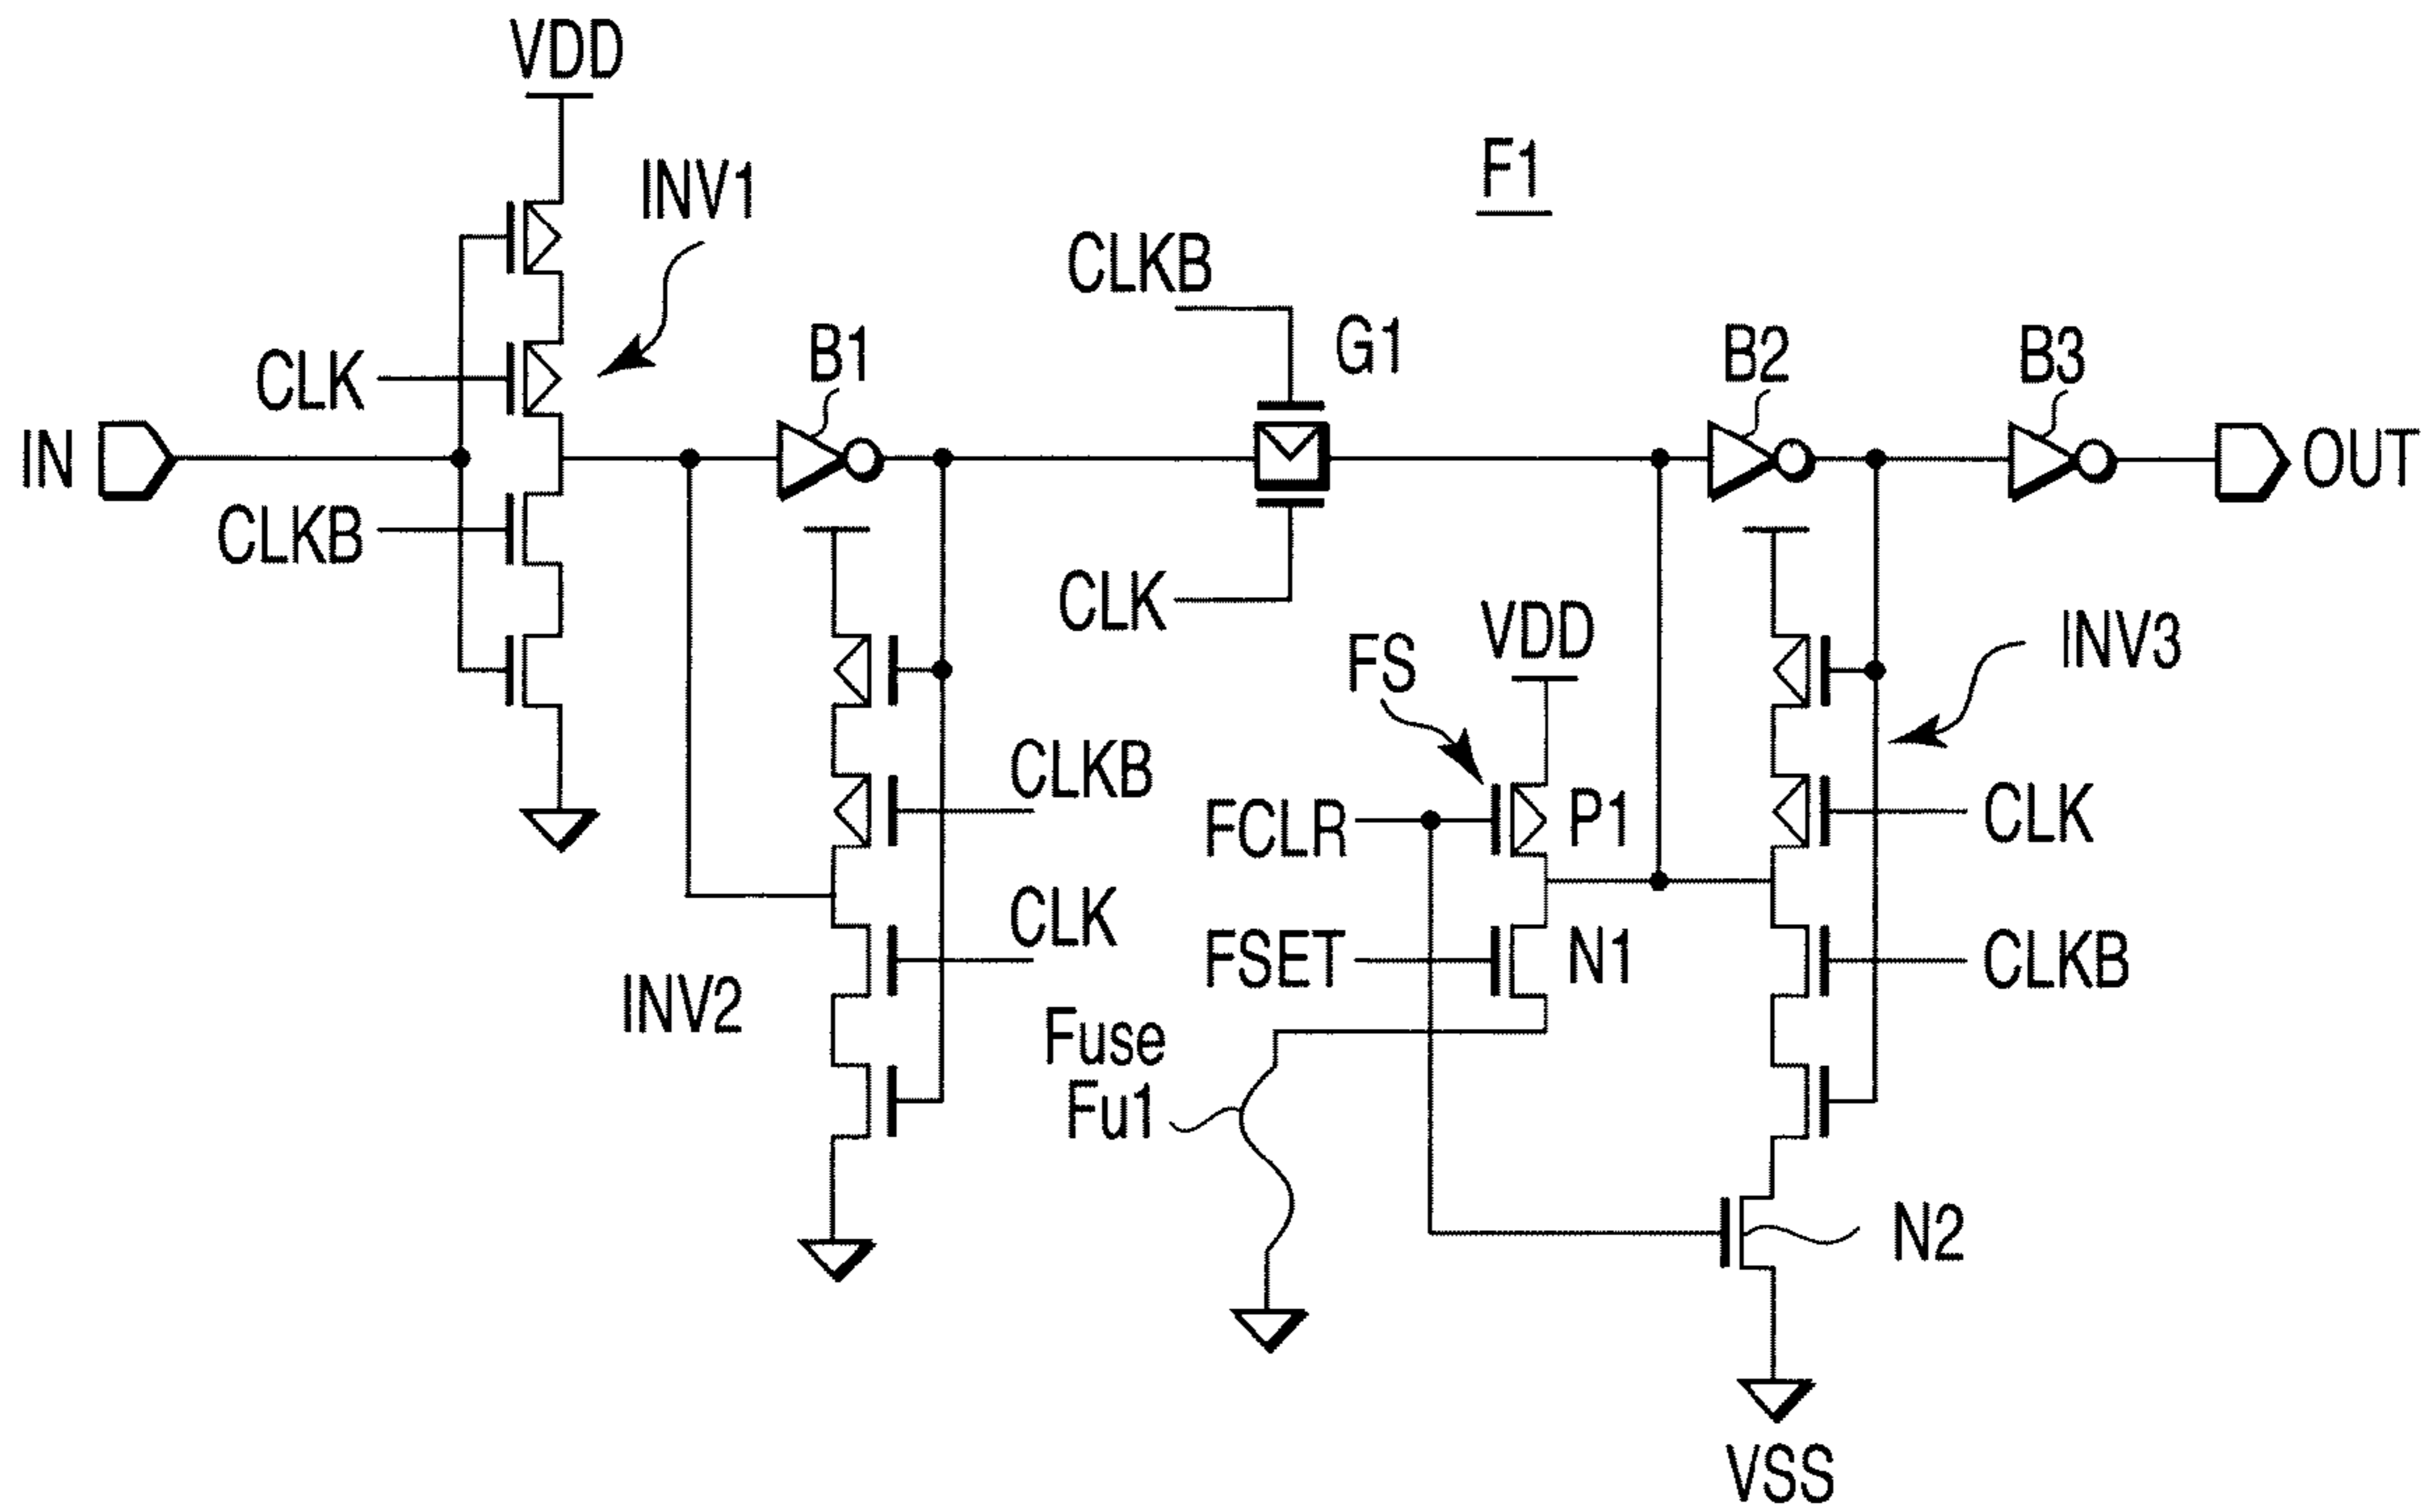 VDD
INV1
F1
CLKB
G1
B1
B2
B3
CLK
IN
OUT
CLKB
CLK
VDD
FS
INV3
CLKB
FCLR
P1
CLK
CLK
FSET
N1
CLKB
INV2
Fuse
Fu1
N2
VSS